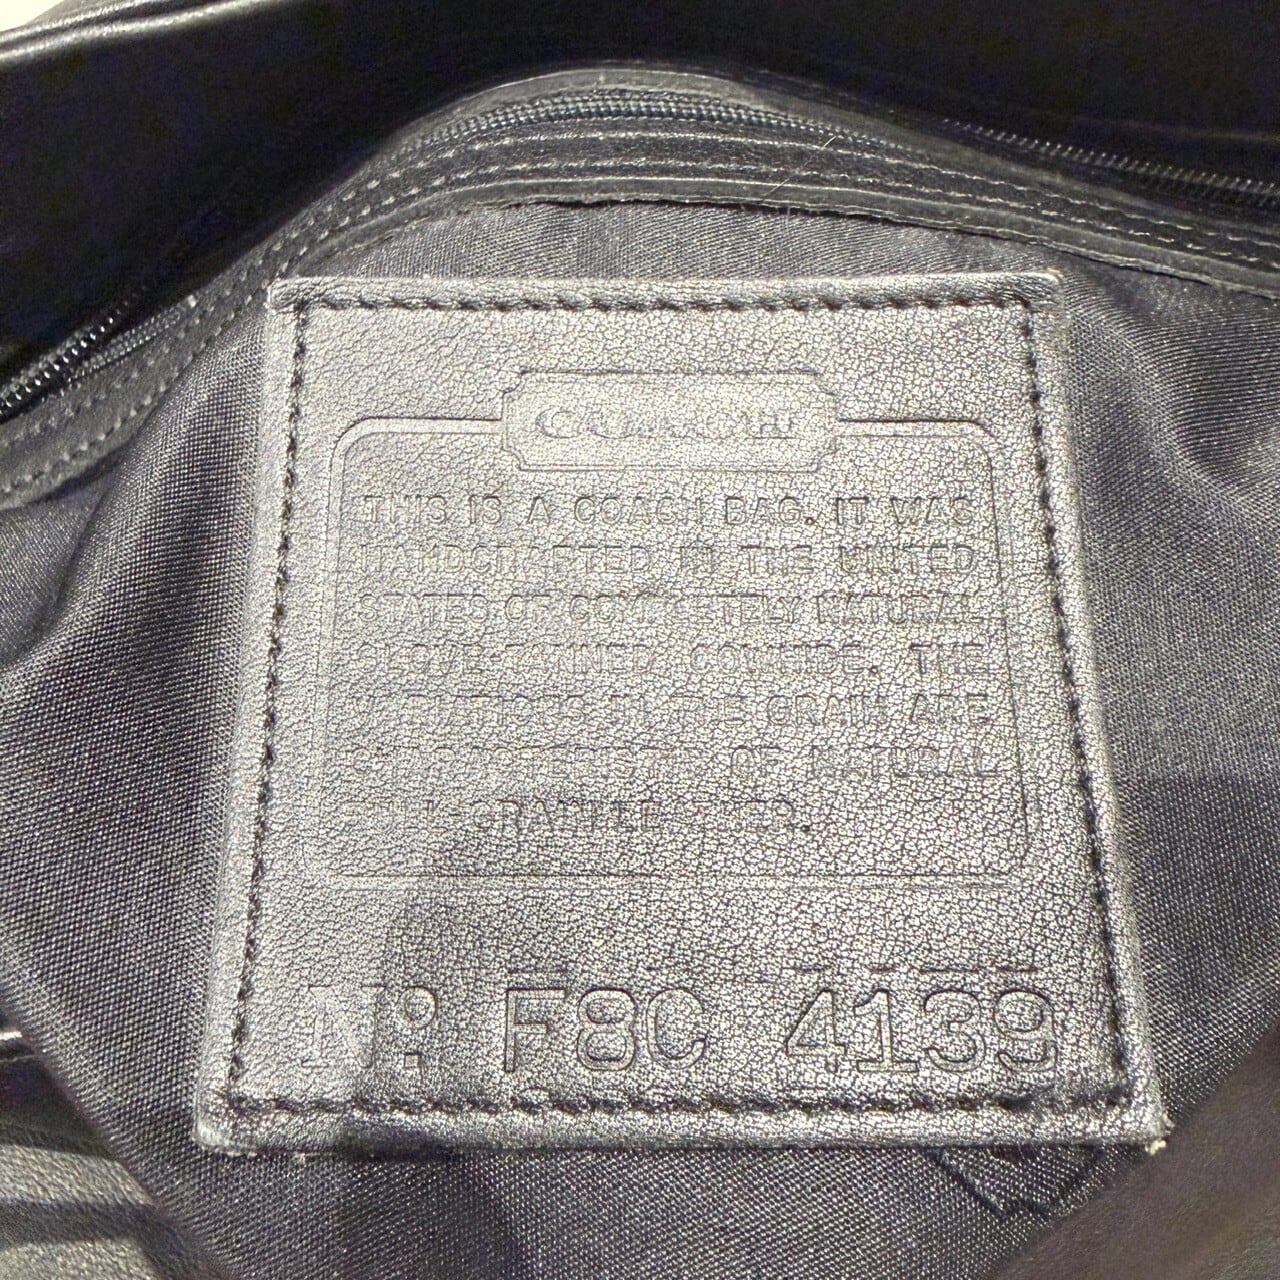 COACH
THIS IS A COACH BAG. IT WAS
HANDCRAFTED IN THE UNITED
STATES OF COMPLETELY NATURAL
GLOVE-TANNED COWHIDE. THE
VARIATIONS IN THE GRAIN ARE
CHARACTERISTIC OF NATURAL
FULL GRAIN LEATHER.
Nº. F8C 4139